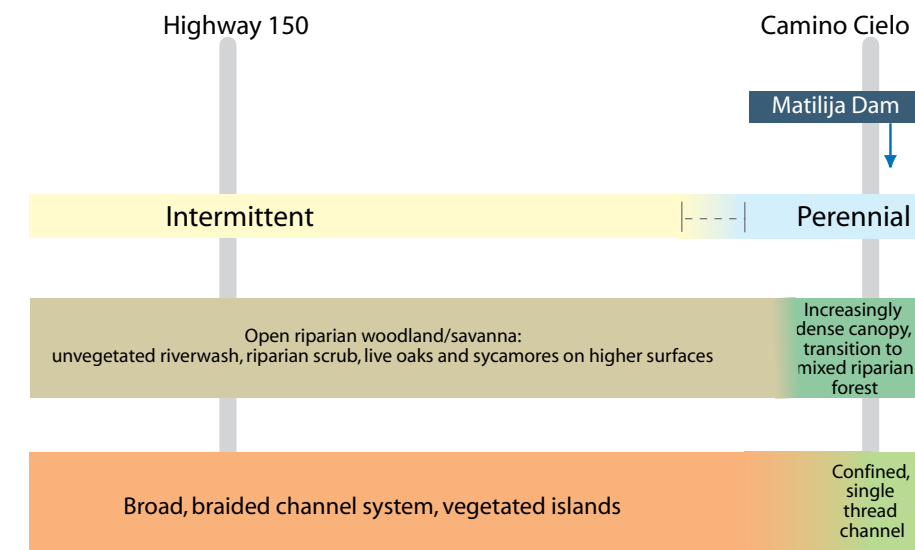 Highway 150
Camino Cielo
Matilija Dam
Intermittent
Perennial
Open riparian woodland/savanna:
unvegetated riverwash, riparian scrub, live oaks and sycamores on higher surfaces
Increasingly
dense canopy,
transition to
mixed riparian
forest
Broad, braided channel system, vegetated islands
Confined,
single
thread
channel